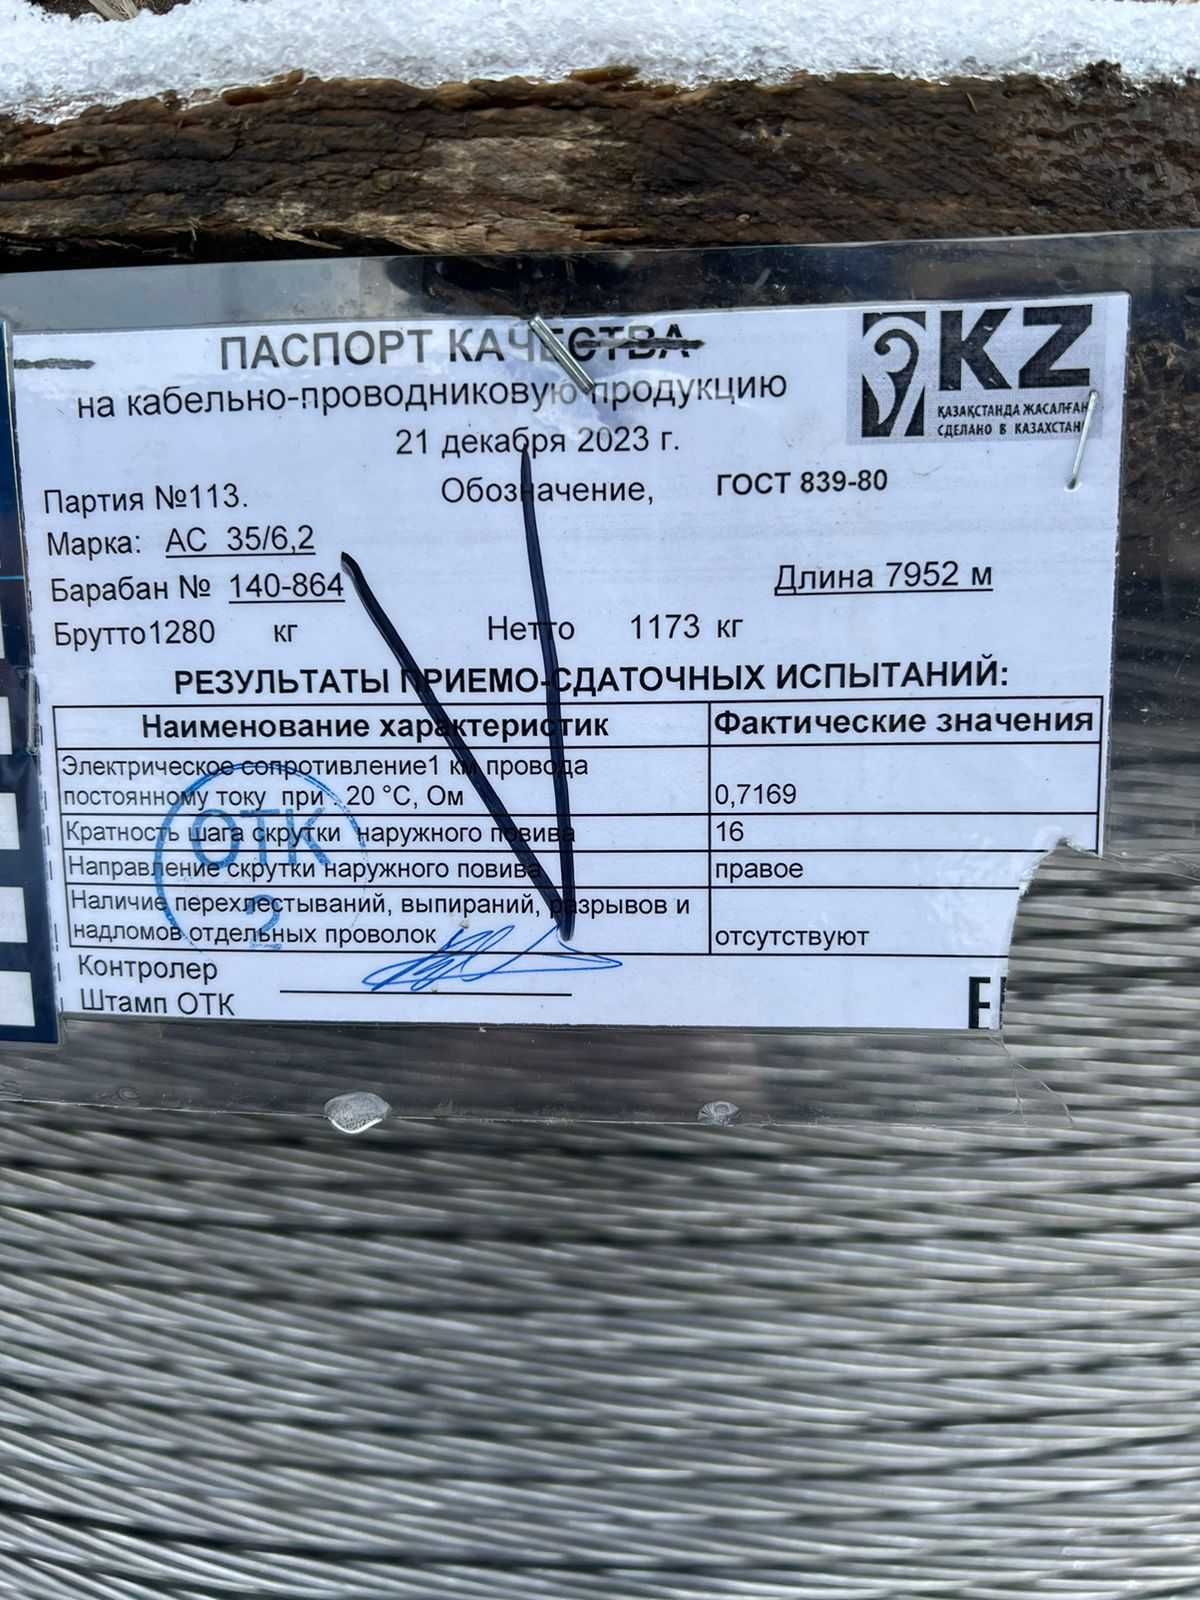 ПАСПОРТ КАЧЕСТВА
на кабельно-проводниковую продукцию
21 декабря 2023 г.
KZ
ҚАЗАҚСТАНДА ЖАСАЛҒАН
СДЕЛАНО В КАЗАХСТАНЕ
Партия №113. Обозначение, ГОСТ 839-80
Марка: АС 35/6,2
Барабан № 140-864 Длина 7952 м
Брутто1280 кг Нетто 1173 кг
РЕЗУЛЬТАТЫ ПРИЕМО-СДАТОЧНЫХ ИСПЫТАНИЙ:
Наименование характеристик Фактические значения
Электрическое сопротивление1 км провода
постоянному току при 20 °С, Ом 0,7169
Кратность шага скрутки наружного повива 16
Направление скрутки наружного повива правое
Наличие перехлестываний, выпираний, разрывов и
надломов отдельных проволок отсутствуют
ОТК
2
Контролер
Штамп ОТК